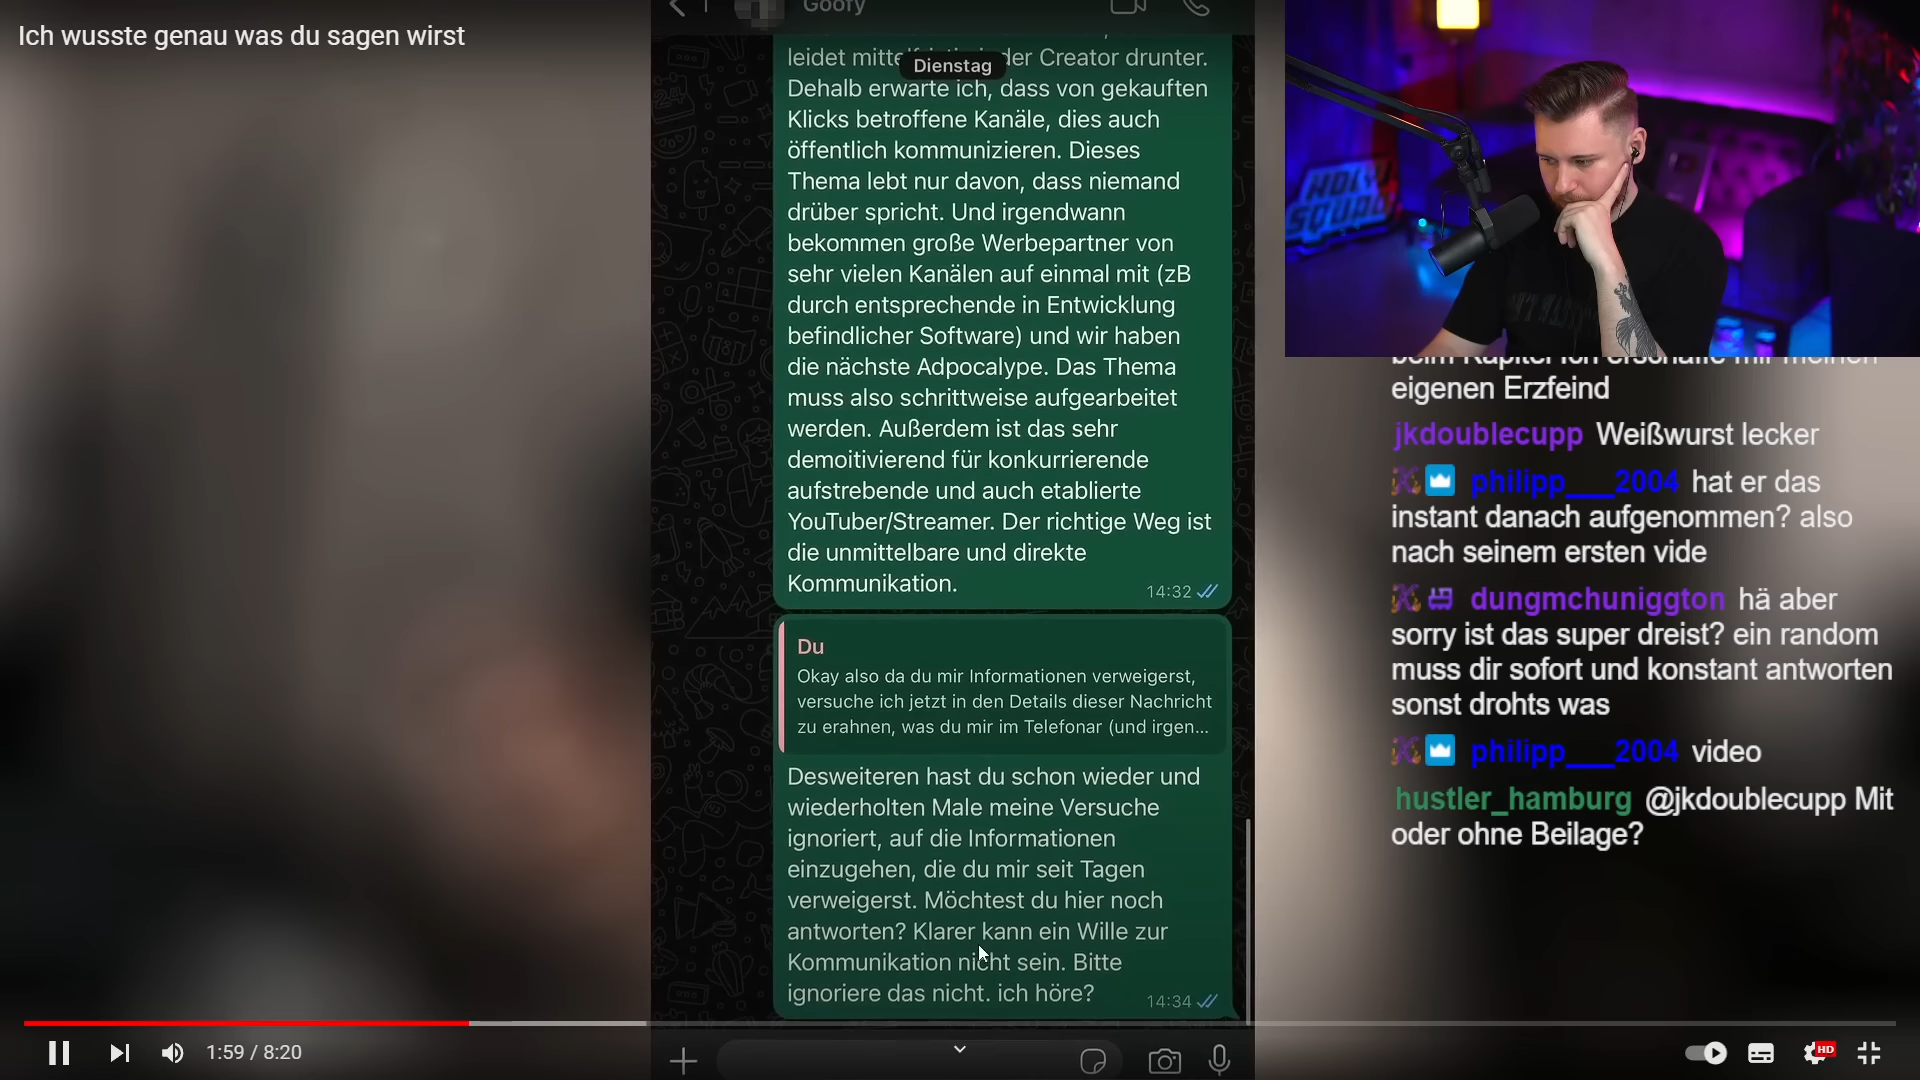 Ich wusste genau was du sagen wirst
Goofy
Dienstag
leidet der Creator drunter.
Dehalb erwarte ich, dass von gekauften
Klicks betroffene Kanäle, dies auch
öffentlich kommunizieren. Dieses
Thema lebt nur davon, dass niemand
drüber spricht. Und irgendwann
bekommen große Werbepartner von
sehr vielen Kanälen auf einmal mit (zB
durch entsprechende in Entwicklung
befindlicher Software) und wir haben
die nächste Adpocalype. Das Thema
muss also schrittweise aufgearbeitet
werden. Außerdem ist das sehr
demoitivierend für konkurrierende
aufstrebende und auch etablierte
YouTuber/Streamer. Der richtige Weg ist
die unmittelbare und direkte
Kommunikation.
14:32
Du
Okay also da du mir Informationen verweigerst,
versuche ich jetzt in den Details dieser Nachricht
zu erahnen, was du mir im Telefonar (und irgen...
Desweiteren hast du schon wieder und
wiederholten Male meine Versuche
ignoriert, auf die Informationen
einzugehen, die du mir seit Tagen
verweigerst. Möchtest du hier noch
antworten? Klarer kann ein Wille zur
Kommunikation nicht sein. Bitte
ignoriere das nicht. ich höre?
14:34
HOLY
SQUAD
beim Kapitel ich erschaffe mir meinen
eigenen Erzfeind
jkdoublecupp Weißwurst lecker
philipp___2004 hat er das
instant danach aufgenommen? also
nach seinem ersten vide
dungmchuniggton hä aber
sorry ist das super dreist? ein random
muss dir sofort und konstant antworten
sonst drohts was
philipp___2004 video
hustler_hamburg @jkdoublecupp Mit
oder ohne Beilage?
1:59 / 8:20
HD